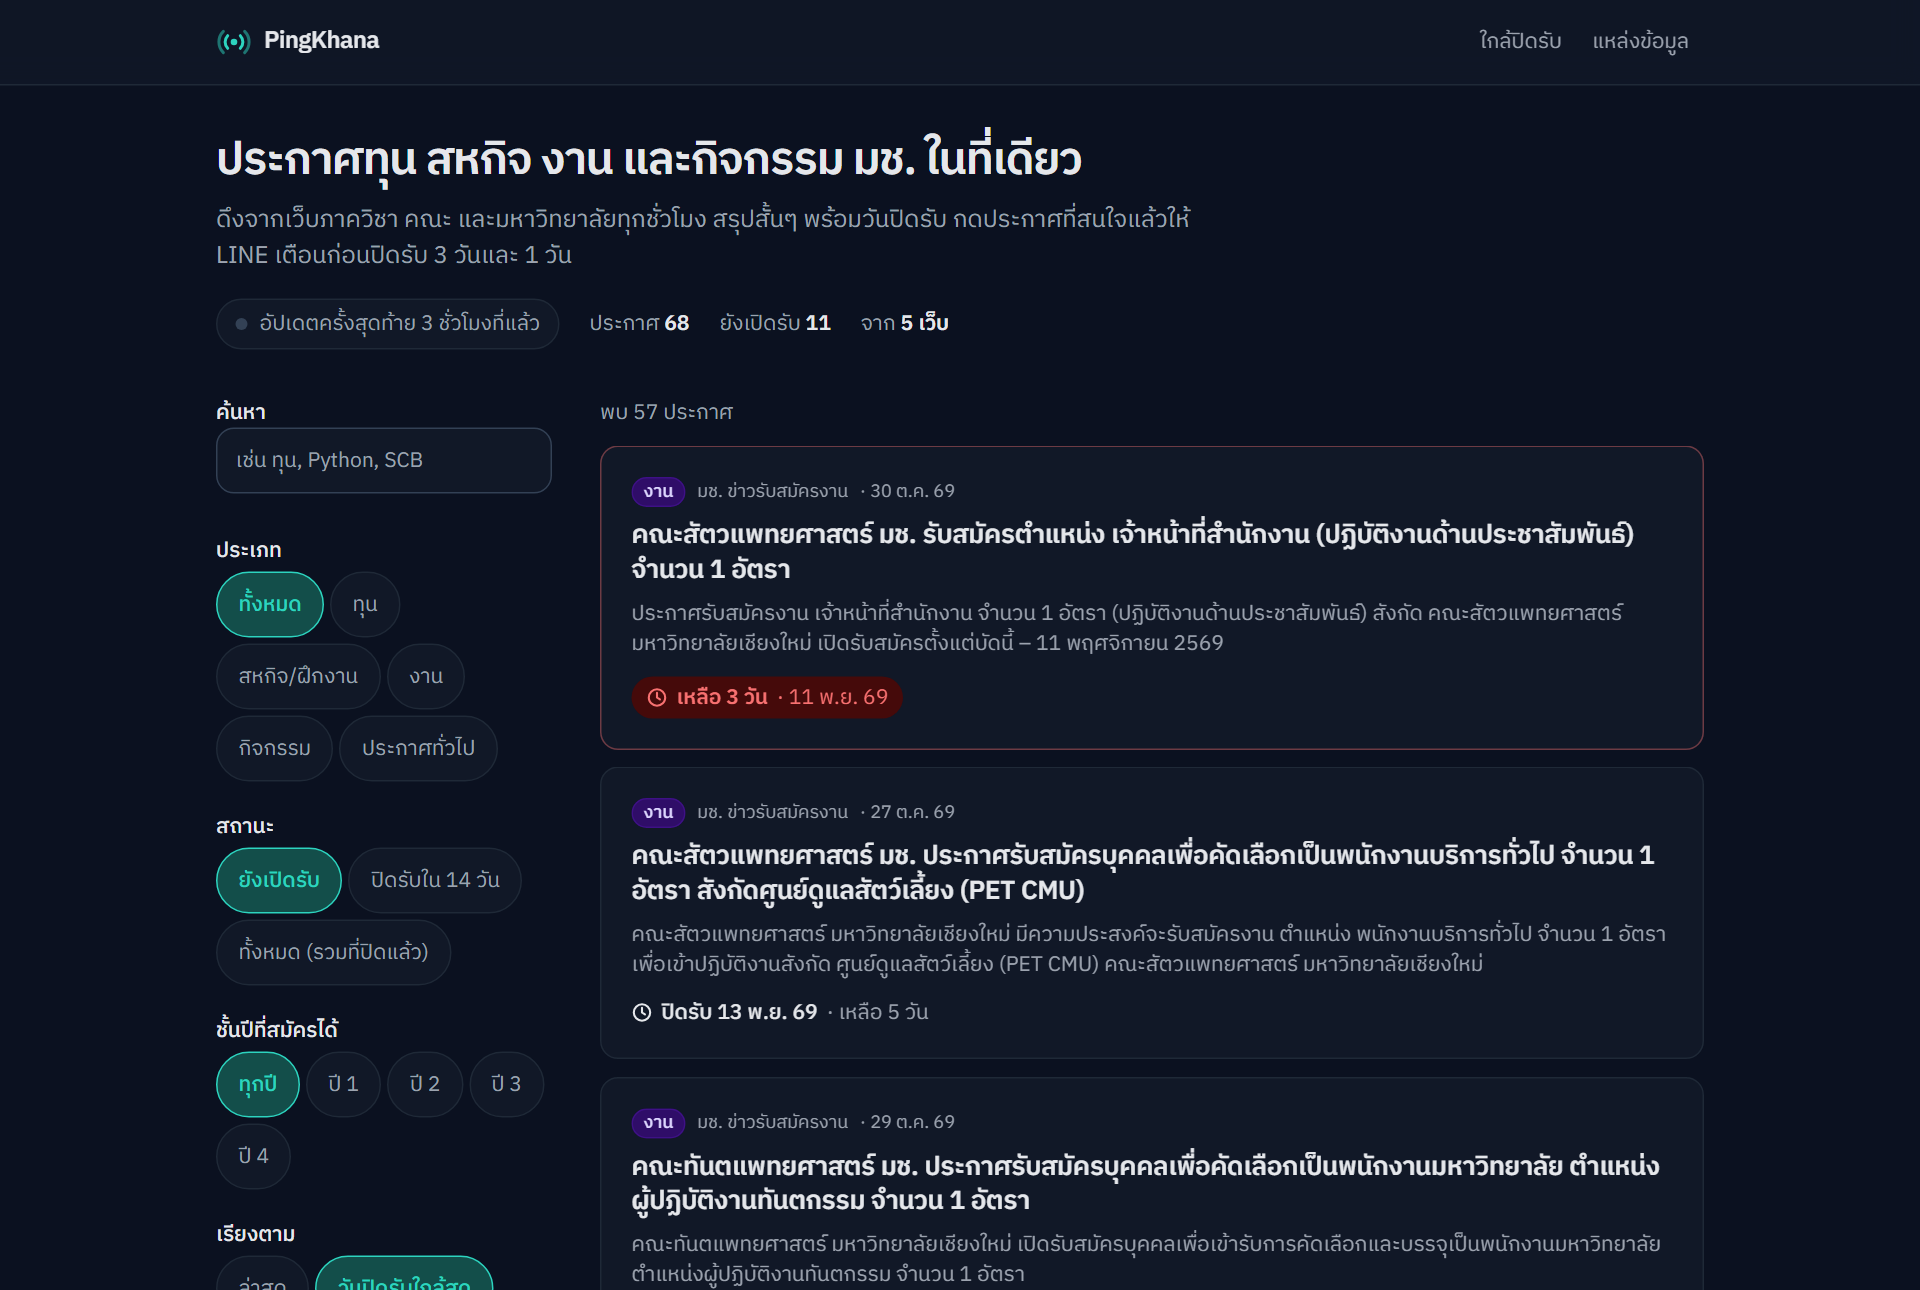 PingKhana
ใกล้ปิดรับ
แหล่งข้อมูล
ประกาศทุน สหกิจ งาน และกิจกรรม มช. ในที่เดียว
ดึงจากเว็บภาควิชา คณะ และมหาวิทยาลัยทุกชั่วโมง สรุปสั้นๆ พร้อมวันปิดรับ กดประกาศที่สนใจแล้วให้
LINE เตือนก่อนปิดรับ 3 วันและ 1 วัน
อัปเดตครั้งสุดท้าย 3 ชั่วโมงที่แล้ว
ประกาศ 68
ยังเปิดรับ 11
จาก 5 เว็บ
ค้นหา
เช่น ทุน, Python, SCB
ประเภท
ทั้งหมด
ทุน
สหกิจ/ฝึกงาน
งาน
กิจกรรม
ประกาศทั่วไป
สถานะ
ยังเปิดรับ
ปิดรับใน 14 วัน
ทั้งหมด (รวมที่ปิดแล้ว)
ชั้นปีที่สมัครได้
ทุกปี
ปี 1
ปี 2
ปี 3
ปี 4
เรียงตาม
ล่าสุด
วันปิดรับใกล้สุด
พบ 57 ประกาศ
งาน มช. ข่าวรับสมัครงาน · 30 ต.ค. 69
คณะสัตวแพทยศาสตร์ มช. รับสมัครตำแหน่ง เจ้าหน้าที่สำนักงาน (ปฏิบัติงานด้านประชาสัมพันธ์)
จำนวน 1 อัตรา
ประกาศรับสมัครงาน เจ้าหน้าที่สำนักงาน จำนวน 1 อัตรา (ปฏิบัติงานด้านประชาสัมพันธ์) สังกัด คณะสัตวแพทยศาสตร์
มหาวิทยาลัยเชียงใหม่ เปิดรับสมัครตั้งแต่บัดนี้ – 11 พฤศจิกายน 2569
เหลือ 3 วัน · 11 พ.ย. 69
งาน มช. ข่าวรับสมัครงาน · 27 ต.ค. 69
คณะสัตวแพทยศาสตร์ มช. ประกาศรับสมัครบุคคลเพื่อคัดเลือกเป็นพนักงานบริการทั่วไป จำนวน 1
อัตรา สังกัดศูนย์ดูแลสัตว์เลี้ยง (PET CMU)
คณะสัตวแพทยศาสตร์ มหาวิทยาลัยเชียงใหม่ มีความประสงค์จะรับสมัครงาน ตำแหน่ง พนักงานบริการทั่วไป จำนวน 1 อัตรา
เพื่อเข้าปฏิบัติงานสังกัด ศูนย์ดูแลสัตว์เลี้ยง (PET CMU) คณะสัตวแพทยศาสตร์ มหาวิทยาลัยเชียงใหม่
ปิดรับ 13 พ.ย. 69 · เหลือ 5 วัน
งาน มช. ข่าวรับสมัครงาน · 29 ต.ค. 69
คณะทันตแพทยศาสตร์ มช. ประกาศรับสมัครบุคคลเพื่อคัดเลือกเป็นพนักงานมหาวิทยาลัย ตำแหน่ง
ผู้ปฏิบัติงานทันตกรรม จำนวน 1 อัตรา
คณะทันตแพทยศาสตร์ มหาวิทยาลัยเชียงใหม่ เปิดรับสมัครบุคคลเพื่อเข้ารับการคัดเลือกและบรรจุเป็นพนักงานมหาวิทยาลัย
ตำแหน่งผู้ปฏิบัติงานทันตกรรม จำนวน 1 อัตรา